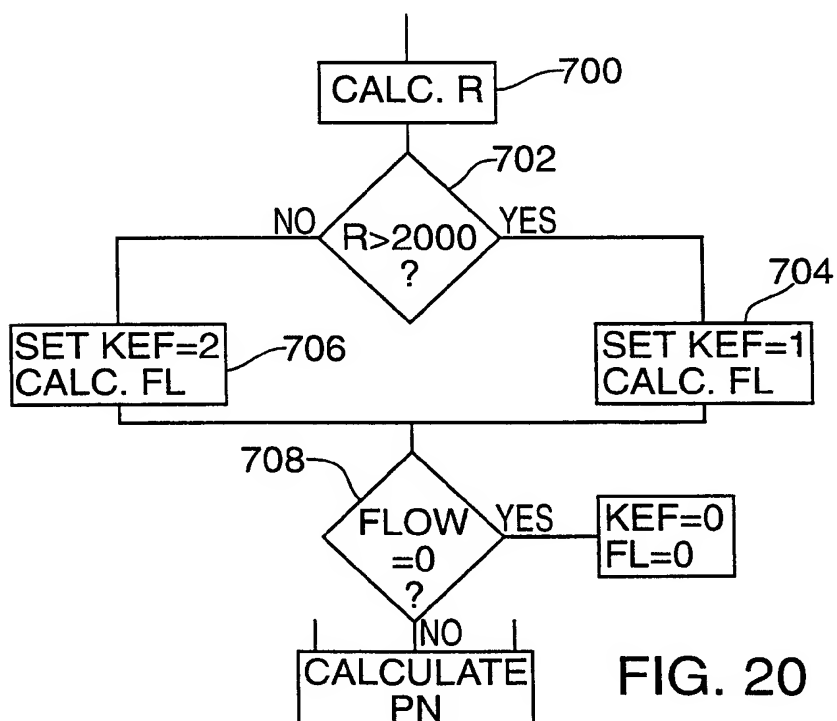 700
CALC. R
702
NO
YES
R>2000
?
704
SET KEF=2
CALC. FL
706
SET KEF=1
CALC. FL
708
FLOW
=0
?
YES
KEF=0
FL=0
NO
CALCULATE
PN
FIG. 20